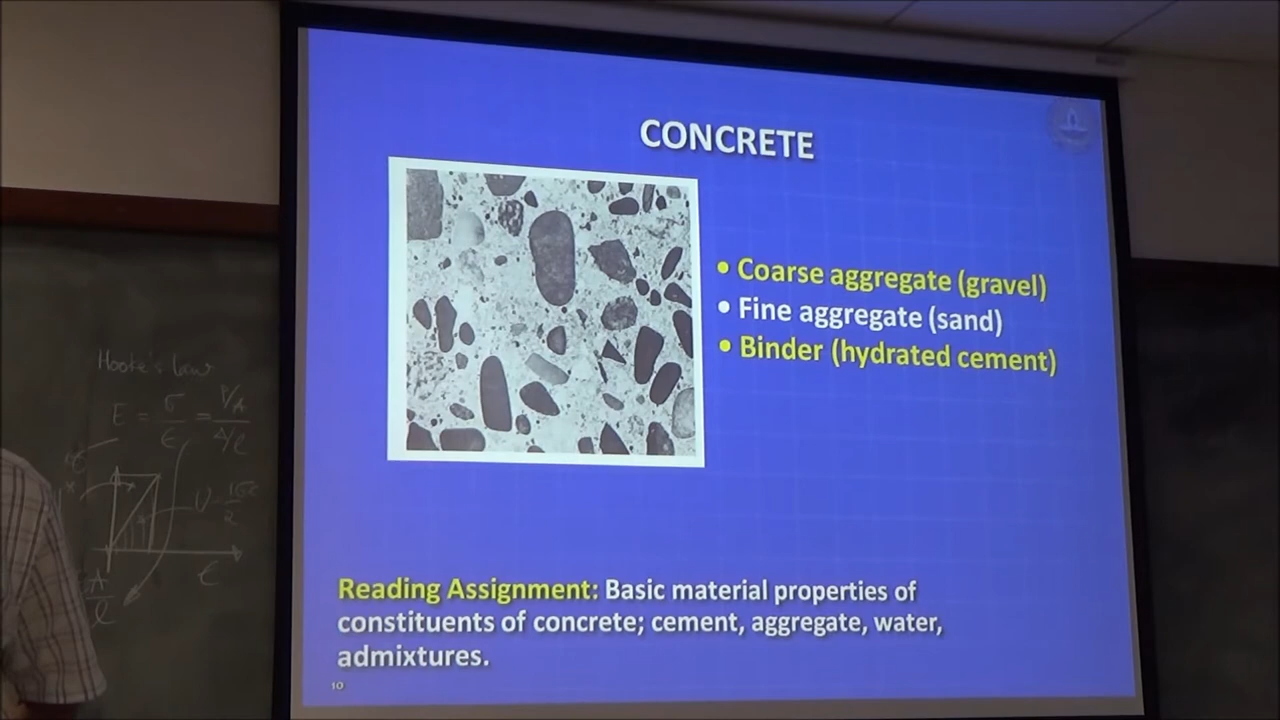 CONCRETE
• Coarse aggregate (gravel)
• Fine aggregate (sand)
• Binder (hydrated cement)
Reading Assignment: Basic material properties of
constituents of concrete; cement, aggregate, water,
admixtures.
10
Hooke's law
E = σ/ϵ = P/A / Δ/l